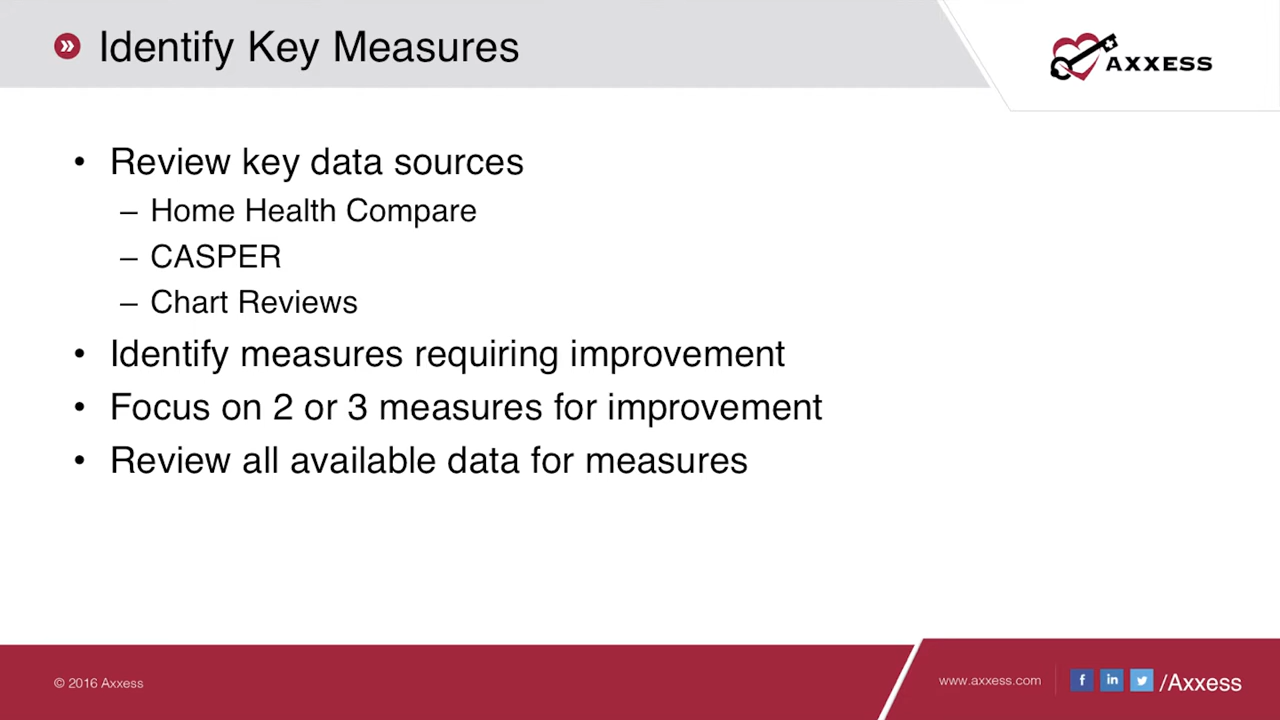 Identify Key Measures
AXXESS
• Review key data sources
– Home Health Compare
– CASPER
– Chart Reviews
• Identify measures requiring improvement
• Focus on 2 or 3 measures for improvement
• Review all available data for measures
© 2016 Axxess
www.axxess.com
/Axxess